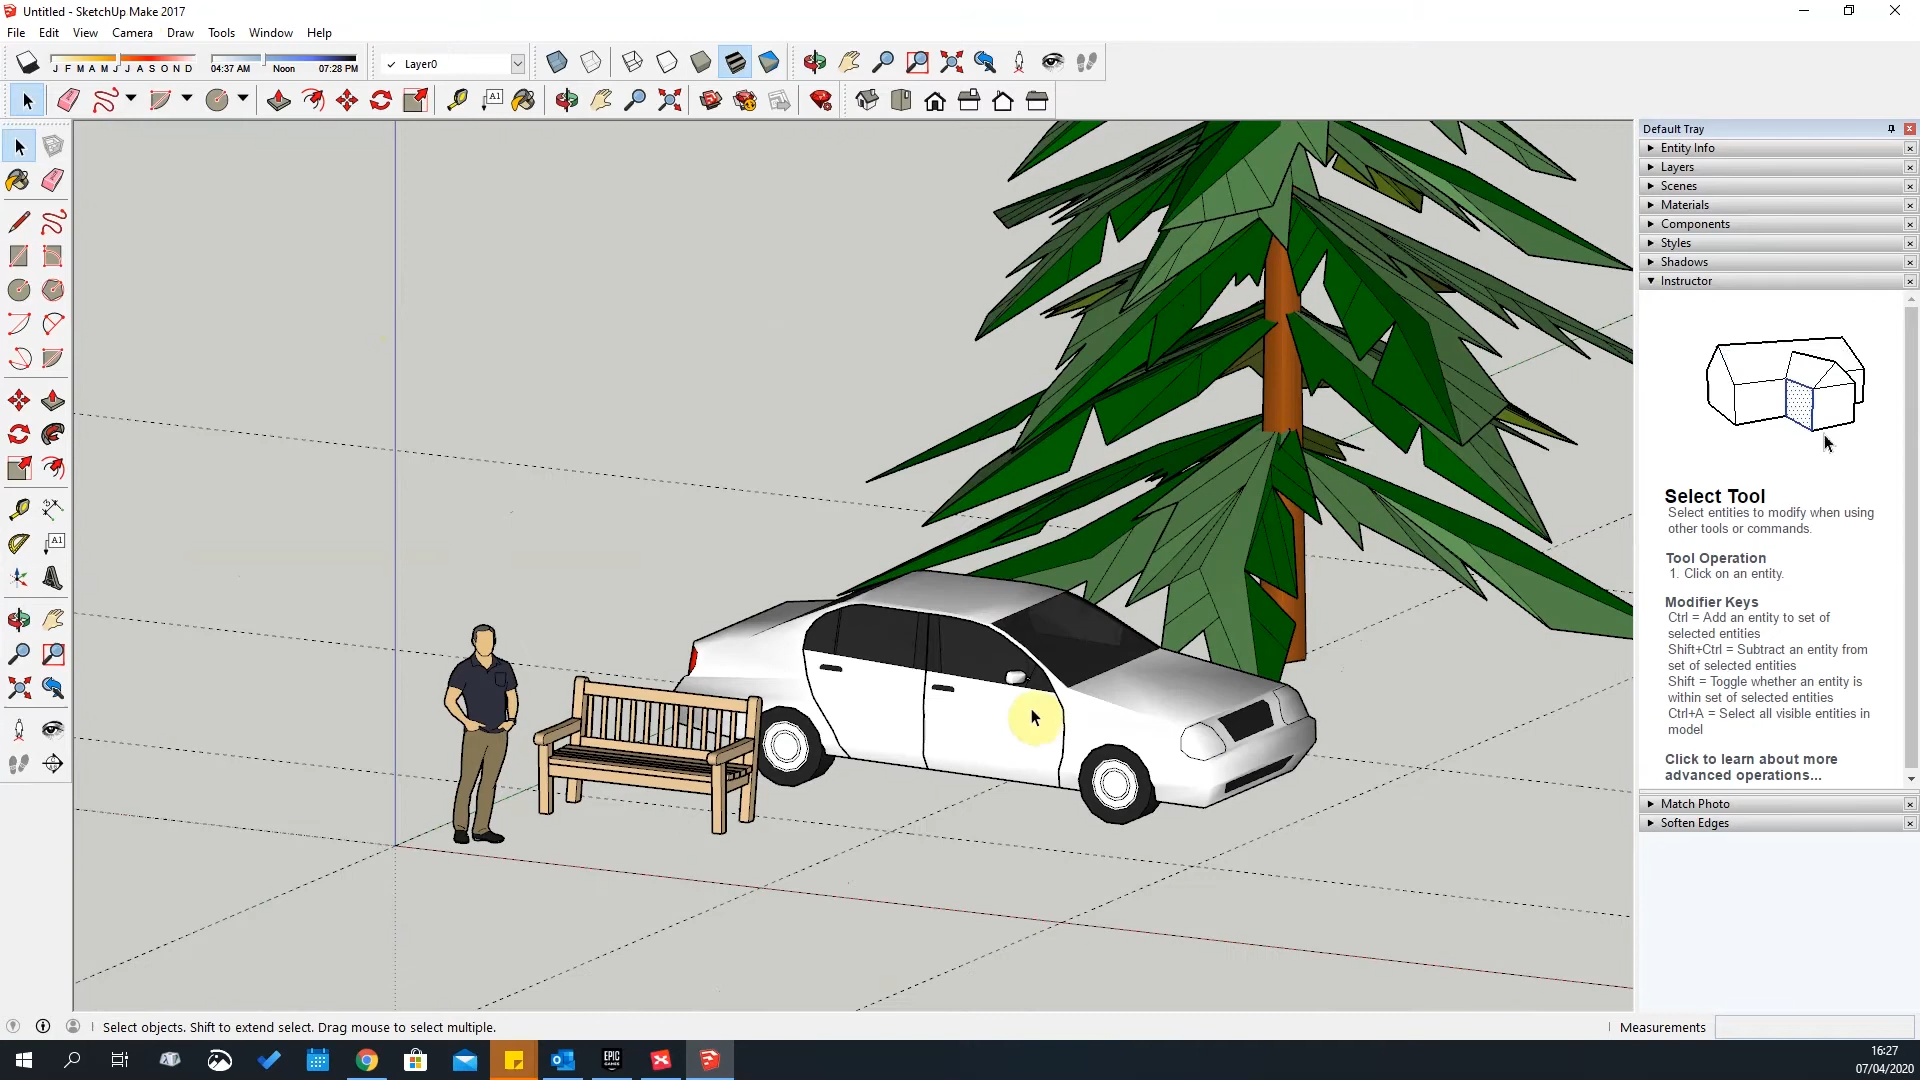 Untitled - SketchUp Make 2017
File Edit View Camera Draw Tools Window Help
J F M A M J J A S O N D
04:37 AM Noon 07:28 PM
✓ Layer0
A1
Default Tray
Entity Info
Layers
Scenes
Materials
Components
Styles
Shadows
Instructor
A1
Select Tool
Select entities to modify when using
other tools or commands.
Tool Operation
1. Click on an entity.
Modifier Keys
Ctrl = Add an entity to set of
selected entities
Shift+Ctrl = Subtract an entity from
set of selected entities
Shift = Toggle whether an entity is
within set of selected entities
Ctrl+A = Select all visible entities in
model
Click to learn about more
advanced operations...
Match Photo
Soften Edges
Select objects. Shift to extend select. Drag mouse to select multiple.
Measurements
EPIC
GAMES
16:27
07/04/2020